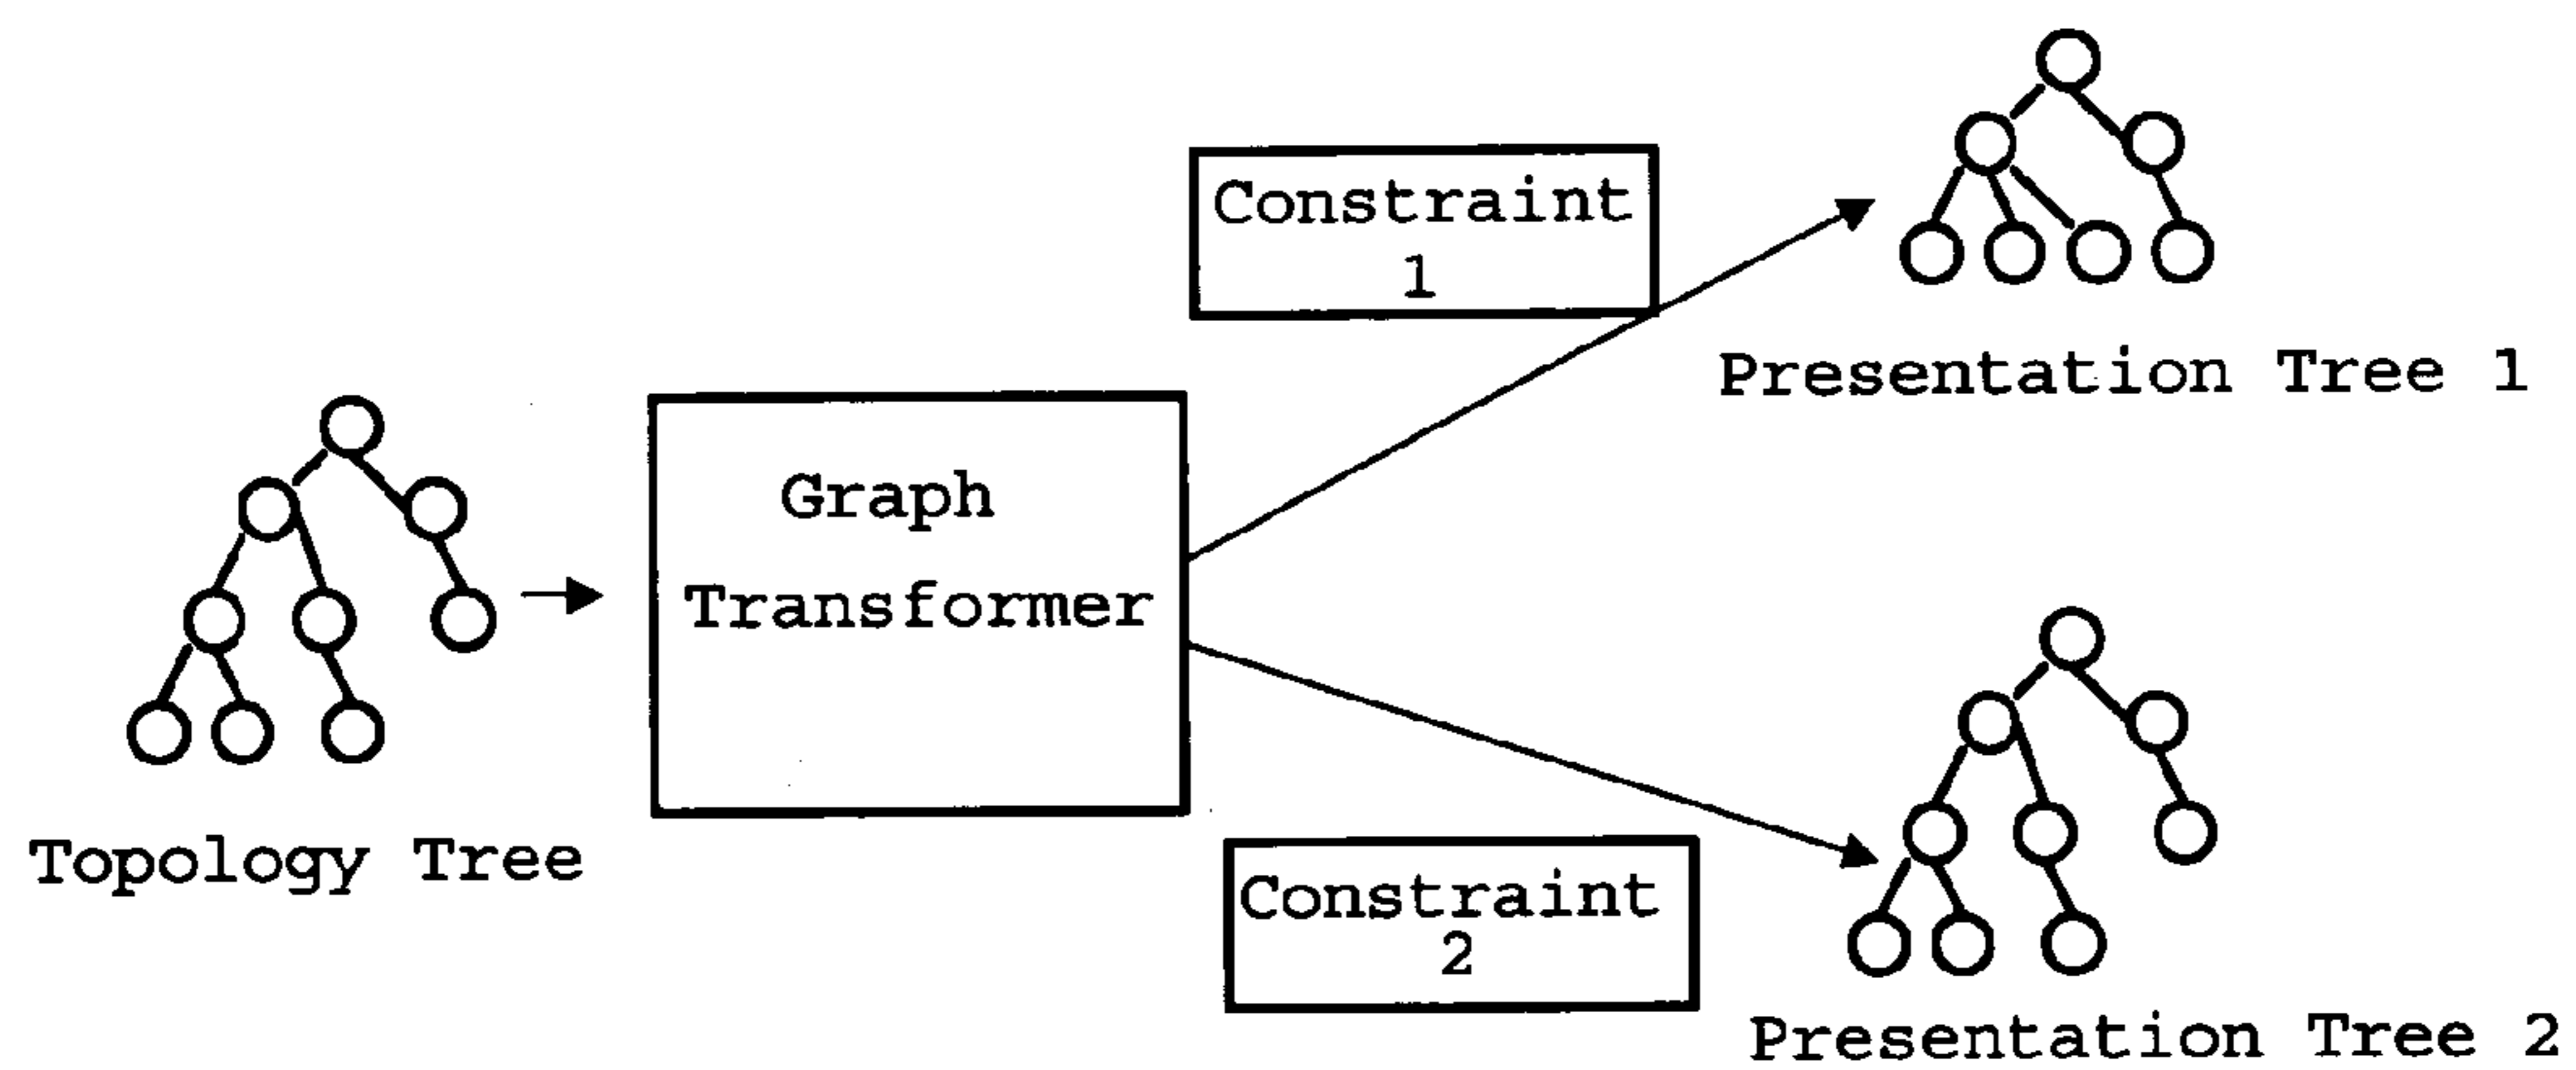 Constraint
1
Presentation Tree 1
Graph
Transformer
Topology Tree
Constraint
2
Presentation Tree 2